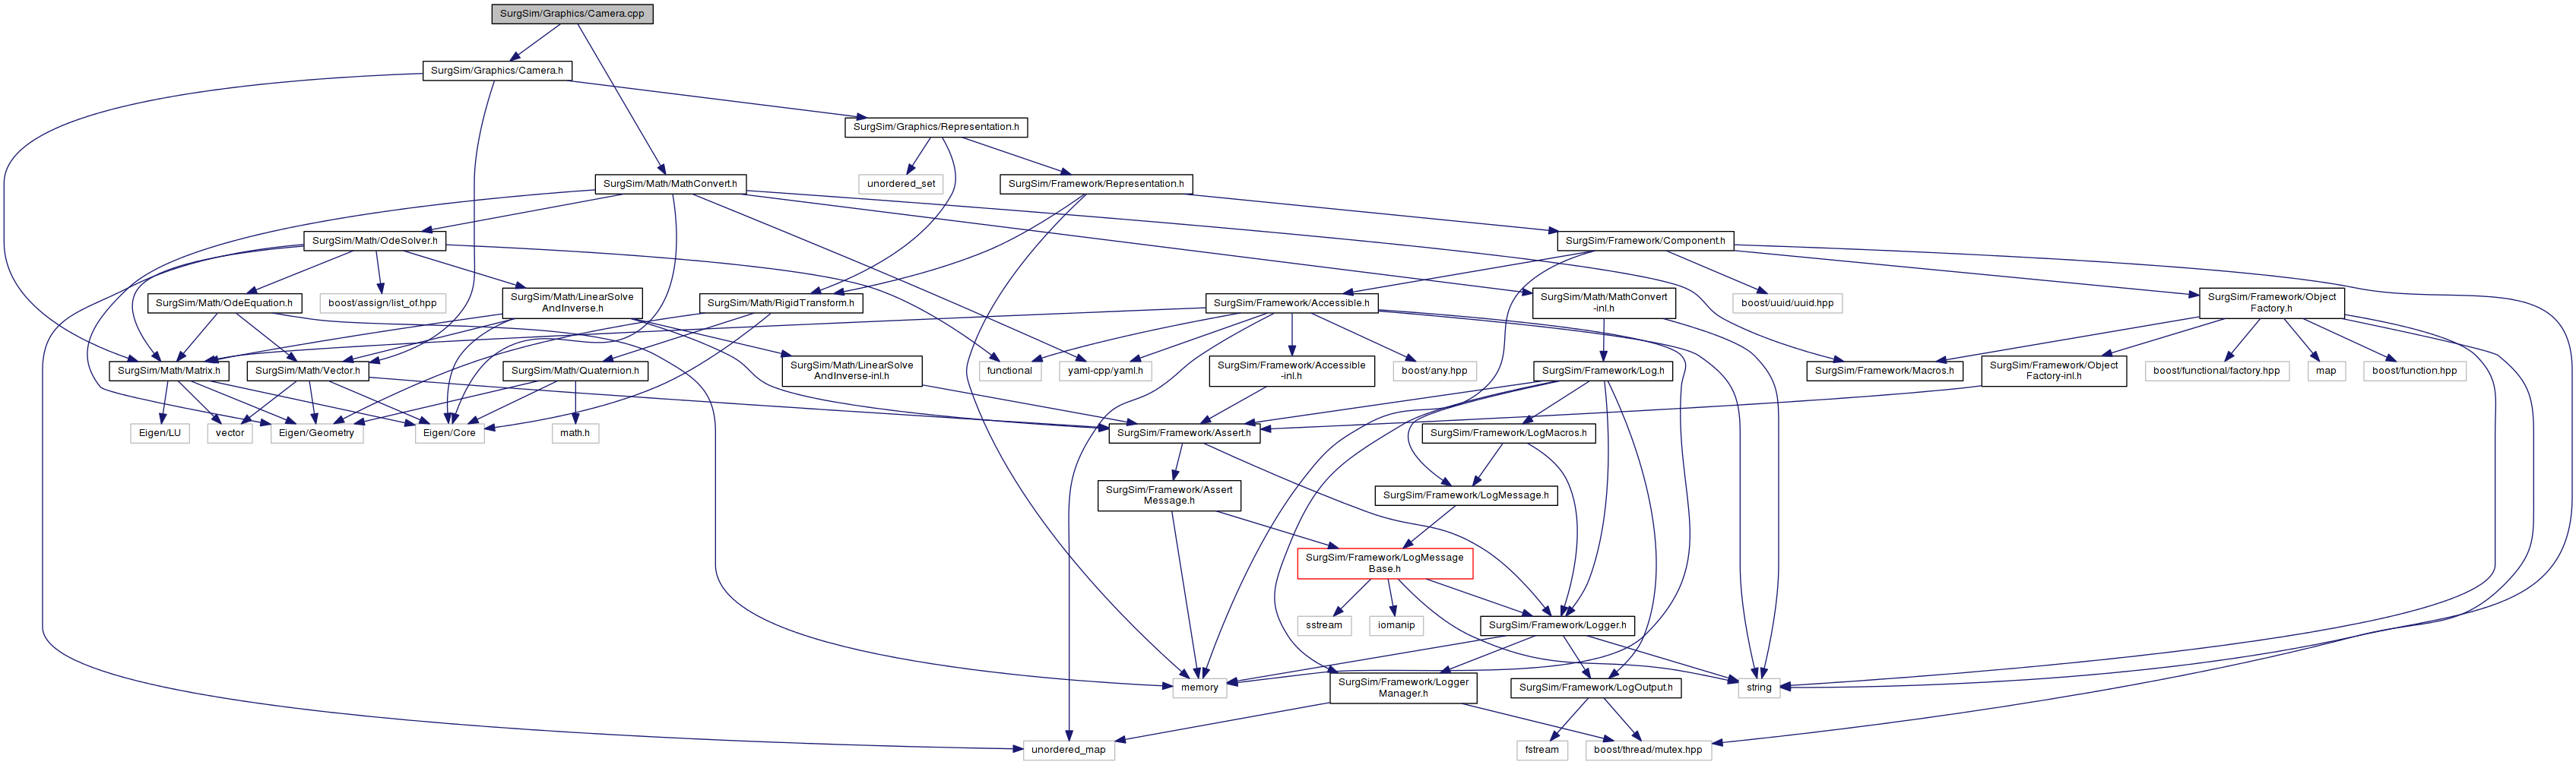 SurgSim/Graphics/Camera.cpp
SurgSim/Graphics/Camera.h
SurgSim/Graphics/Representation.h
SurgSim/Math/MathConvert.h
unordered_set
SurgSim/Framework/Representation.h
SurgSim/Math/OdeSolver.h
SurgSim/Framework/Component.h
SurgSim/Math/OdeEquation.h
boost/assign/list_of.hpp
SurgSim/Math/LinearSolve
AndInverse.h
SurgSim/Math/RigidTransform.h
SurgSim/Framework/Accessible.h
SurgSim/Math/MathConvert
-inl.h
boost/uuid/uuid.hpp
SurgSim/Framework/Object
Factory.h
SurgSim/Math/Matrix.h
SurgSim/Math/Vector.h
SurgSim/Math/Quaternion.h
SurgSim/Math/LinearSolve
AndInverse-inl.h
functional
yaml-cpp/yaml.h
SurgSim/Framework/Accessible
-inl.h
boost/any.hpp
SurgSim/Framework/Log.h
SurgSim/Framework/Macros.h
SurgSim/Framework/Object
Factory-inl.h
boost/functional/factory.hpp
map
boost/function.hpp
Eigen/LU
vector
Eigen/Geometry
Eigen/Core
math.h
SurgSim/Framework/Assert.h
SurgSim/Framework/LogMacros.h
SurgSim/Framework/Assert
Message.h
SurgSim/Framework/LogMessage.h
SurgSim/Framework/LogMessage
Base.h
sstream
iomanip
SurgSim/Framework/Logger.h
memory
SurgSim/Framework/Logger
Manager.h
SurgSim/Framework/LogOutput.h
string
unordered_map
fstream
boost/thread/mutex.hpp